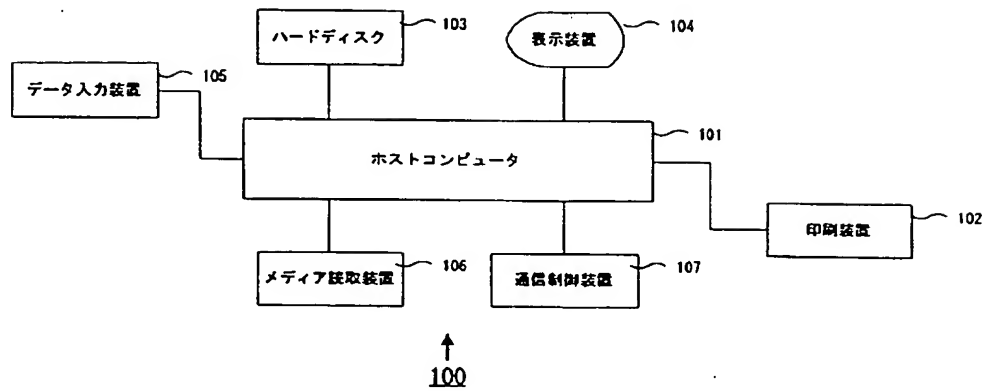 ハードディスク
103
表示装置
104
データ入力装置
105
ホストコンピュータ
101
印刷装置
102
メディア読取装置
106
通信制御装置
107
100